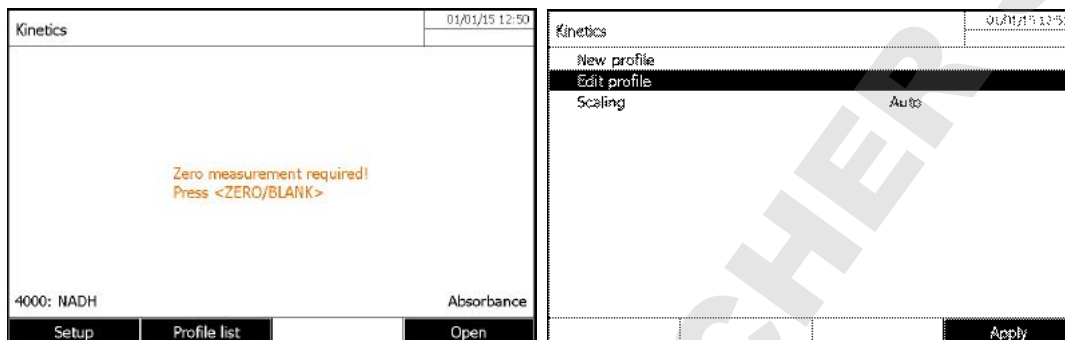 Kinetics
01/01/15 12:50
Zero measurement required!
Press <ZERO/BLANK>
4000: NADH
Absorbance
Setup
Profile list
Open
Kinetics
New profile
Edit profile
Scaling Auto
Apply
CHER